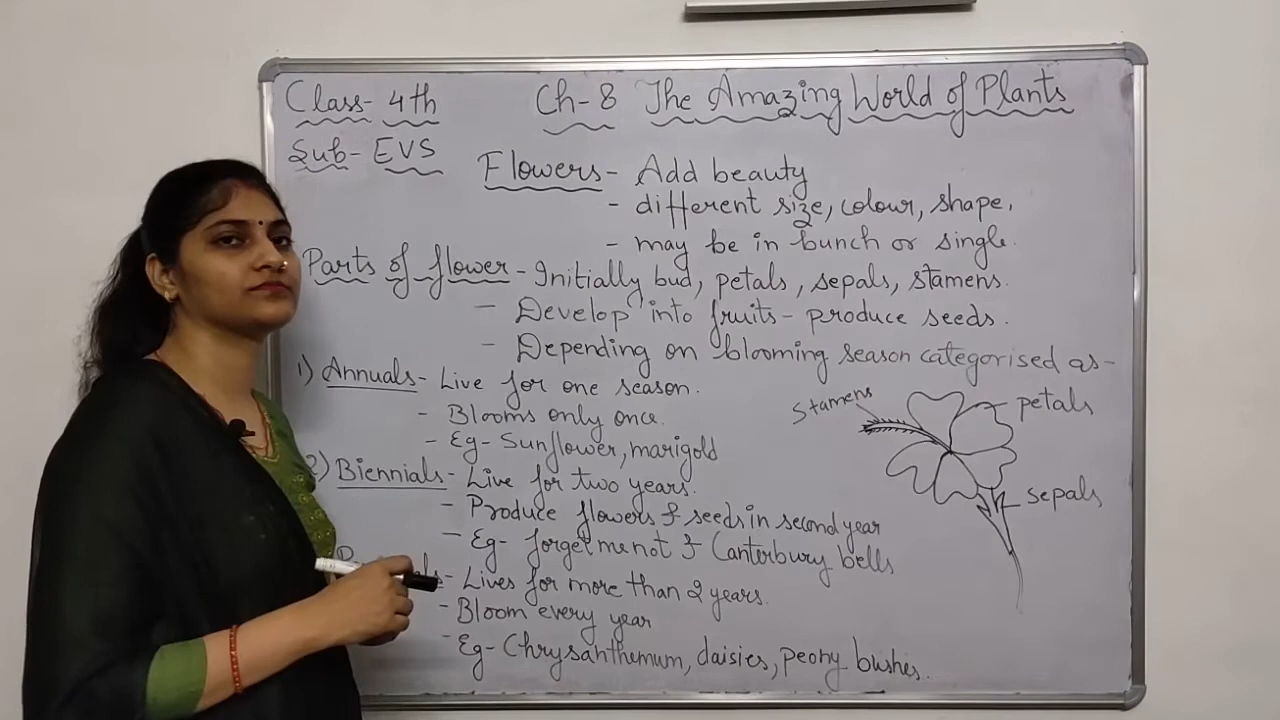 Class- 4th
Ch-8 The Amazing World of Plants
Sub- EVS
Flowers- Add beauty
- different size, colour, shape.
- may be in bunch or single.
Parts of flower - Initially bud, petals, sepals, stamens.
- Develop into fruits - produce seeds.
- Depending on blooming season categorised as-
1) Annuals- Live for one season.
- Blooms only once.
- Eg- Sunflower, marigold
2) Biennials- Live for two years.
- Produce flowers & seeds in second year
- Eg- forget me not & Canterbury bells
- Lives for more than 2 years.
- Bloom every year
- Eg- Chrysanthemum, daisies, peony bushes.
Stamens
petals
sepals